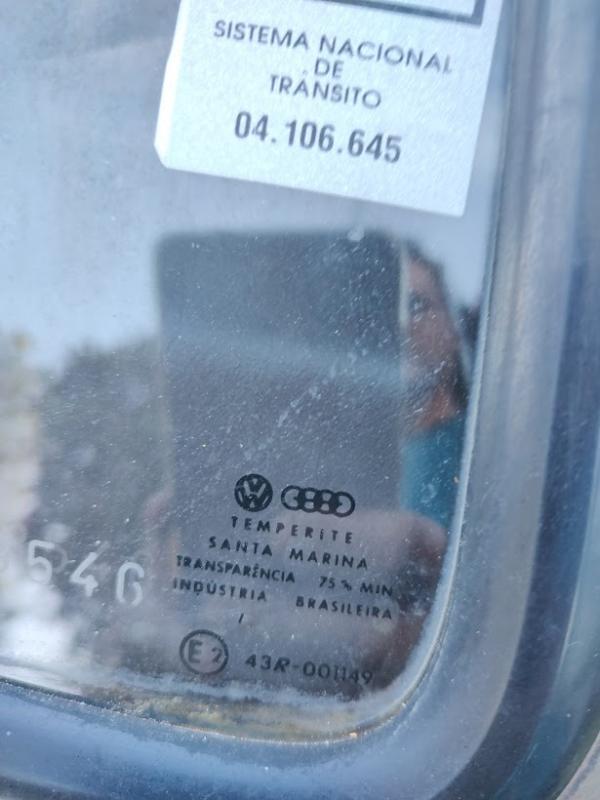 SISTEMA NACIONAL
DE
TRÂNSITO
04.106.645
TEMPERITE
SANTA MARINA
TRANSPARÊNCIA 75% MIN
INDÚSTRIA BRASILEIRA
546
E2 43R-001149